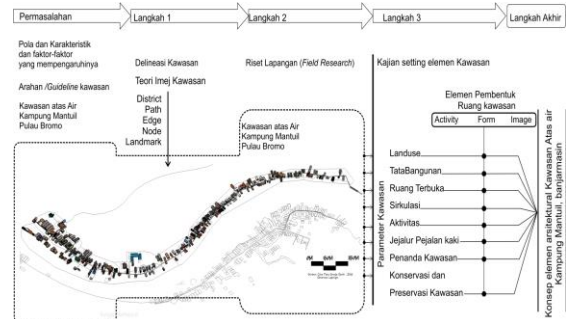 Permasalahan
Langkah 1
Langkah 2
Langkah 3
Langkah Akhir
Pola dan Karakteristik
dan faktor-faktor
yang mempengaruhinya
Arahan /Guideline kawasan
Kawasan atas Air
Kampung Mantuil
Pulau Bromo
Delineasi Kawasan
Teori Imej Kawasan
District
Path
Edge
Node
Landmark
Riset Lapangan (Field Research)
Kawasan atas Air
Kampung Mantuil
Pulau Bromo
Kajian setting elemen Kawasan
Elemen Pembentuk
Ruang kawasan
Activity Form Image
Parameter Kawasan
Landuse
TataBangunan
Ruang Terbuka
Sirkulasi
Aktivitas
Jejalur Pejalan kaki
Penanda Kawasan
Konservasi dan
Preservasi Kawasan
Konsep elemen arsitektural Kawasan Atas air
Kampung Mantuil, banjarmasin